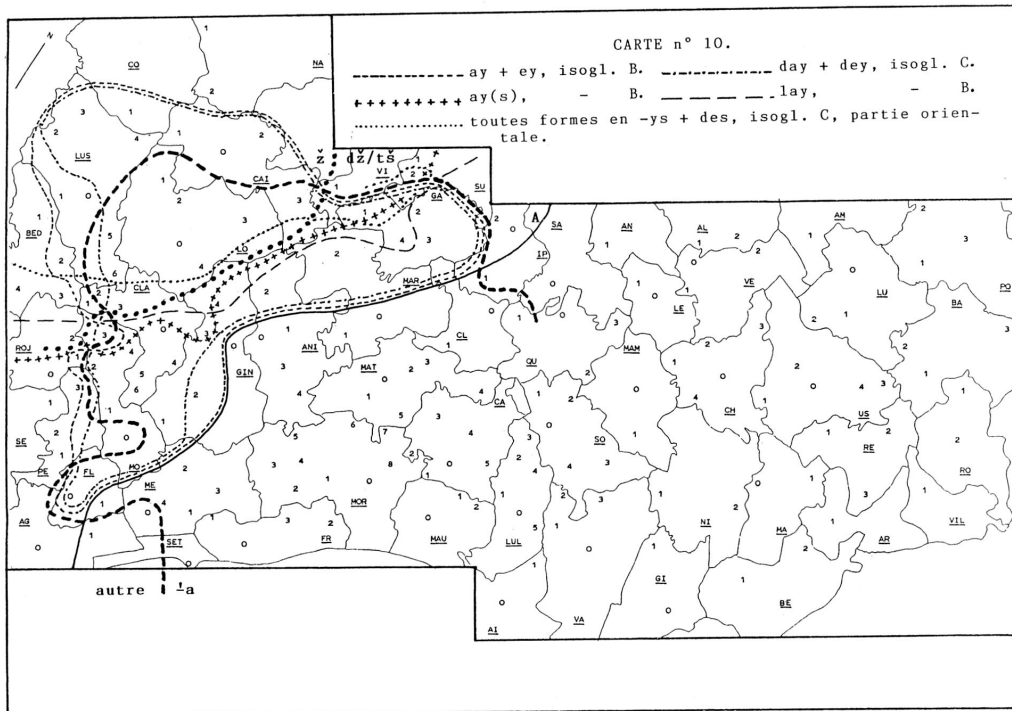 CARTE n° 10.
ay + ey, isogl. B.
day + dey, isogl. C.
ay(s), - B.
lay, - B.
toutes formes en -ys + des, isogl. C, partie orien-
tale.
N
CO
NA
LUS
CAI
ž dž/tš
VI
GA
SU
BED
LO
A
SA
AN
AL
AM
IP
CLA
MAR
VE
LU
BA
PO
LE
ROJ
GIN
ANI
CL
MAT
QU
MAM
CA
CH
US
SE
SO
RE
PE
FL
MO
ME
MOR
RO
AG
SET
FR
MAU
LUL
NI
MA
AR
VIL
autre -́a
AI
VA
GI
BE